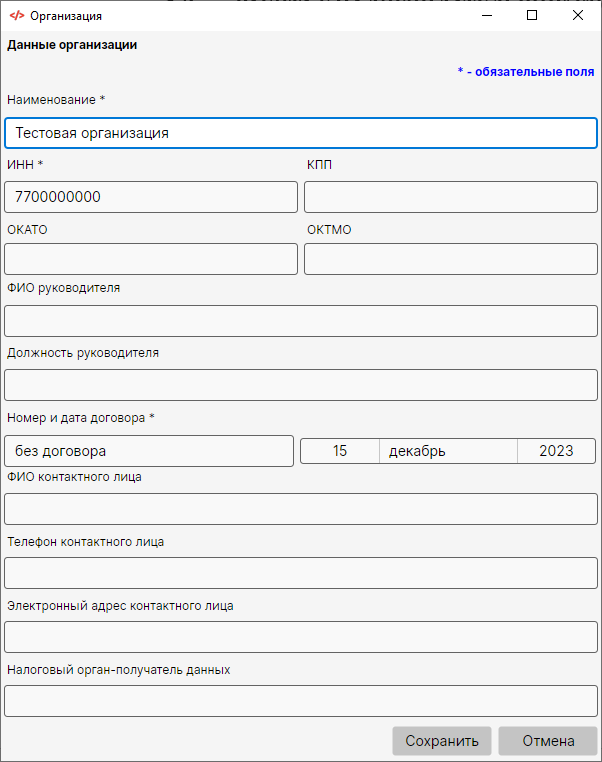 </> Организация
Данные организации
* - обязательные поля
Наименование *
Тестовая организация
ИНН * КПП
7700000000
ОКАТО ОКТМО
ФИО руководителя
Должность руководителя
Номер и дата договора *
без договора 15 декабрь 2023
ФИО контактного лица
Телефон контактного лица
Электронный адрес контактного лица
Налоговый орган-получатель данных
Сохранить Отмена